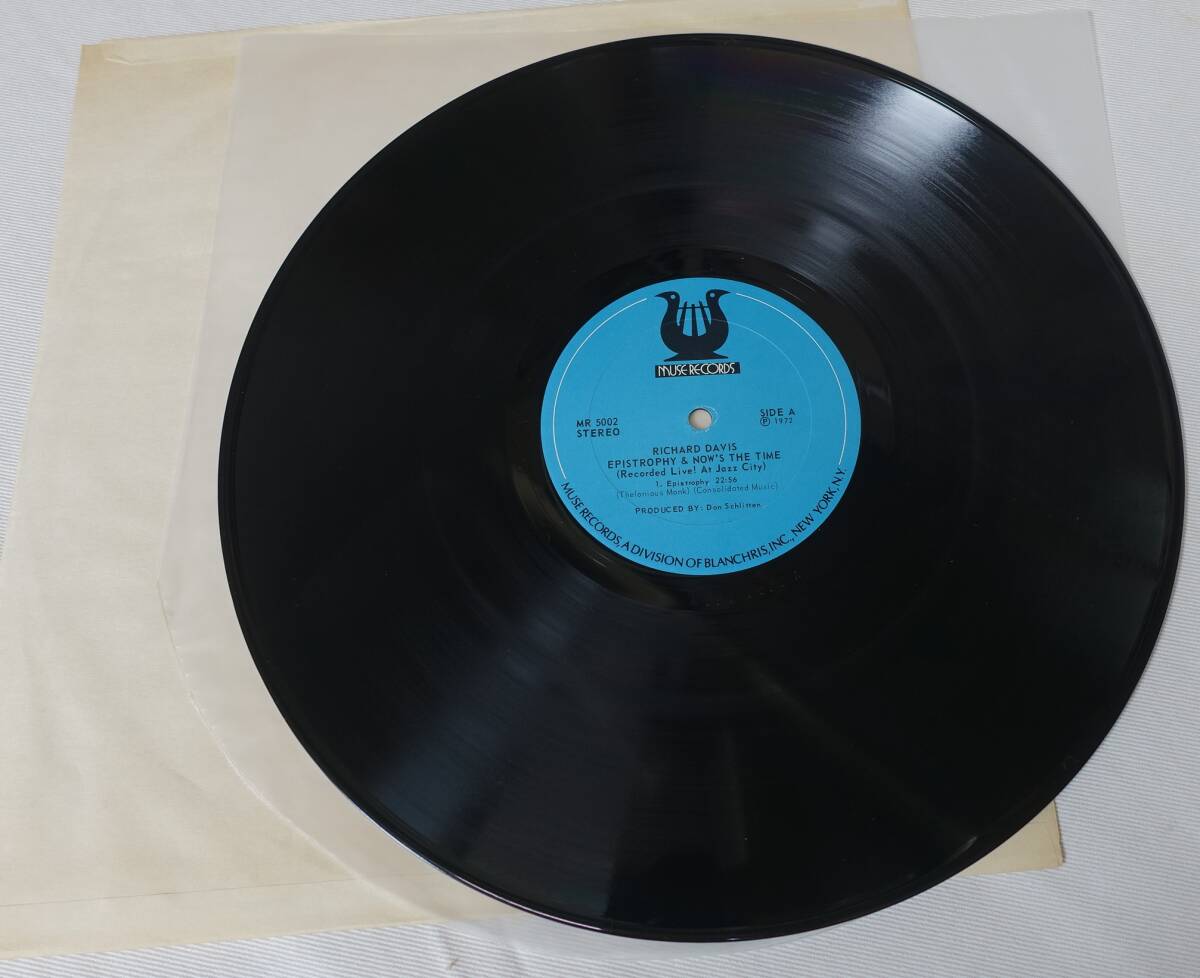 MUSE RECORDS
MR 5002
STEREO
SIDE A
Ⓟ 1972
RICHARD DAVIS
EPISTROPHY & NOW'S THE TIME
(Recorded Live! At Jazz City)
1. Epistrophy 22:56
(Thelonious Monk) (Consolidated Music)
PRODUCED BY: Don Schlitten
MUSE RECORDS, A DIVISION OF BLANCHRIS, INC., NEW YORK, N.Y.